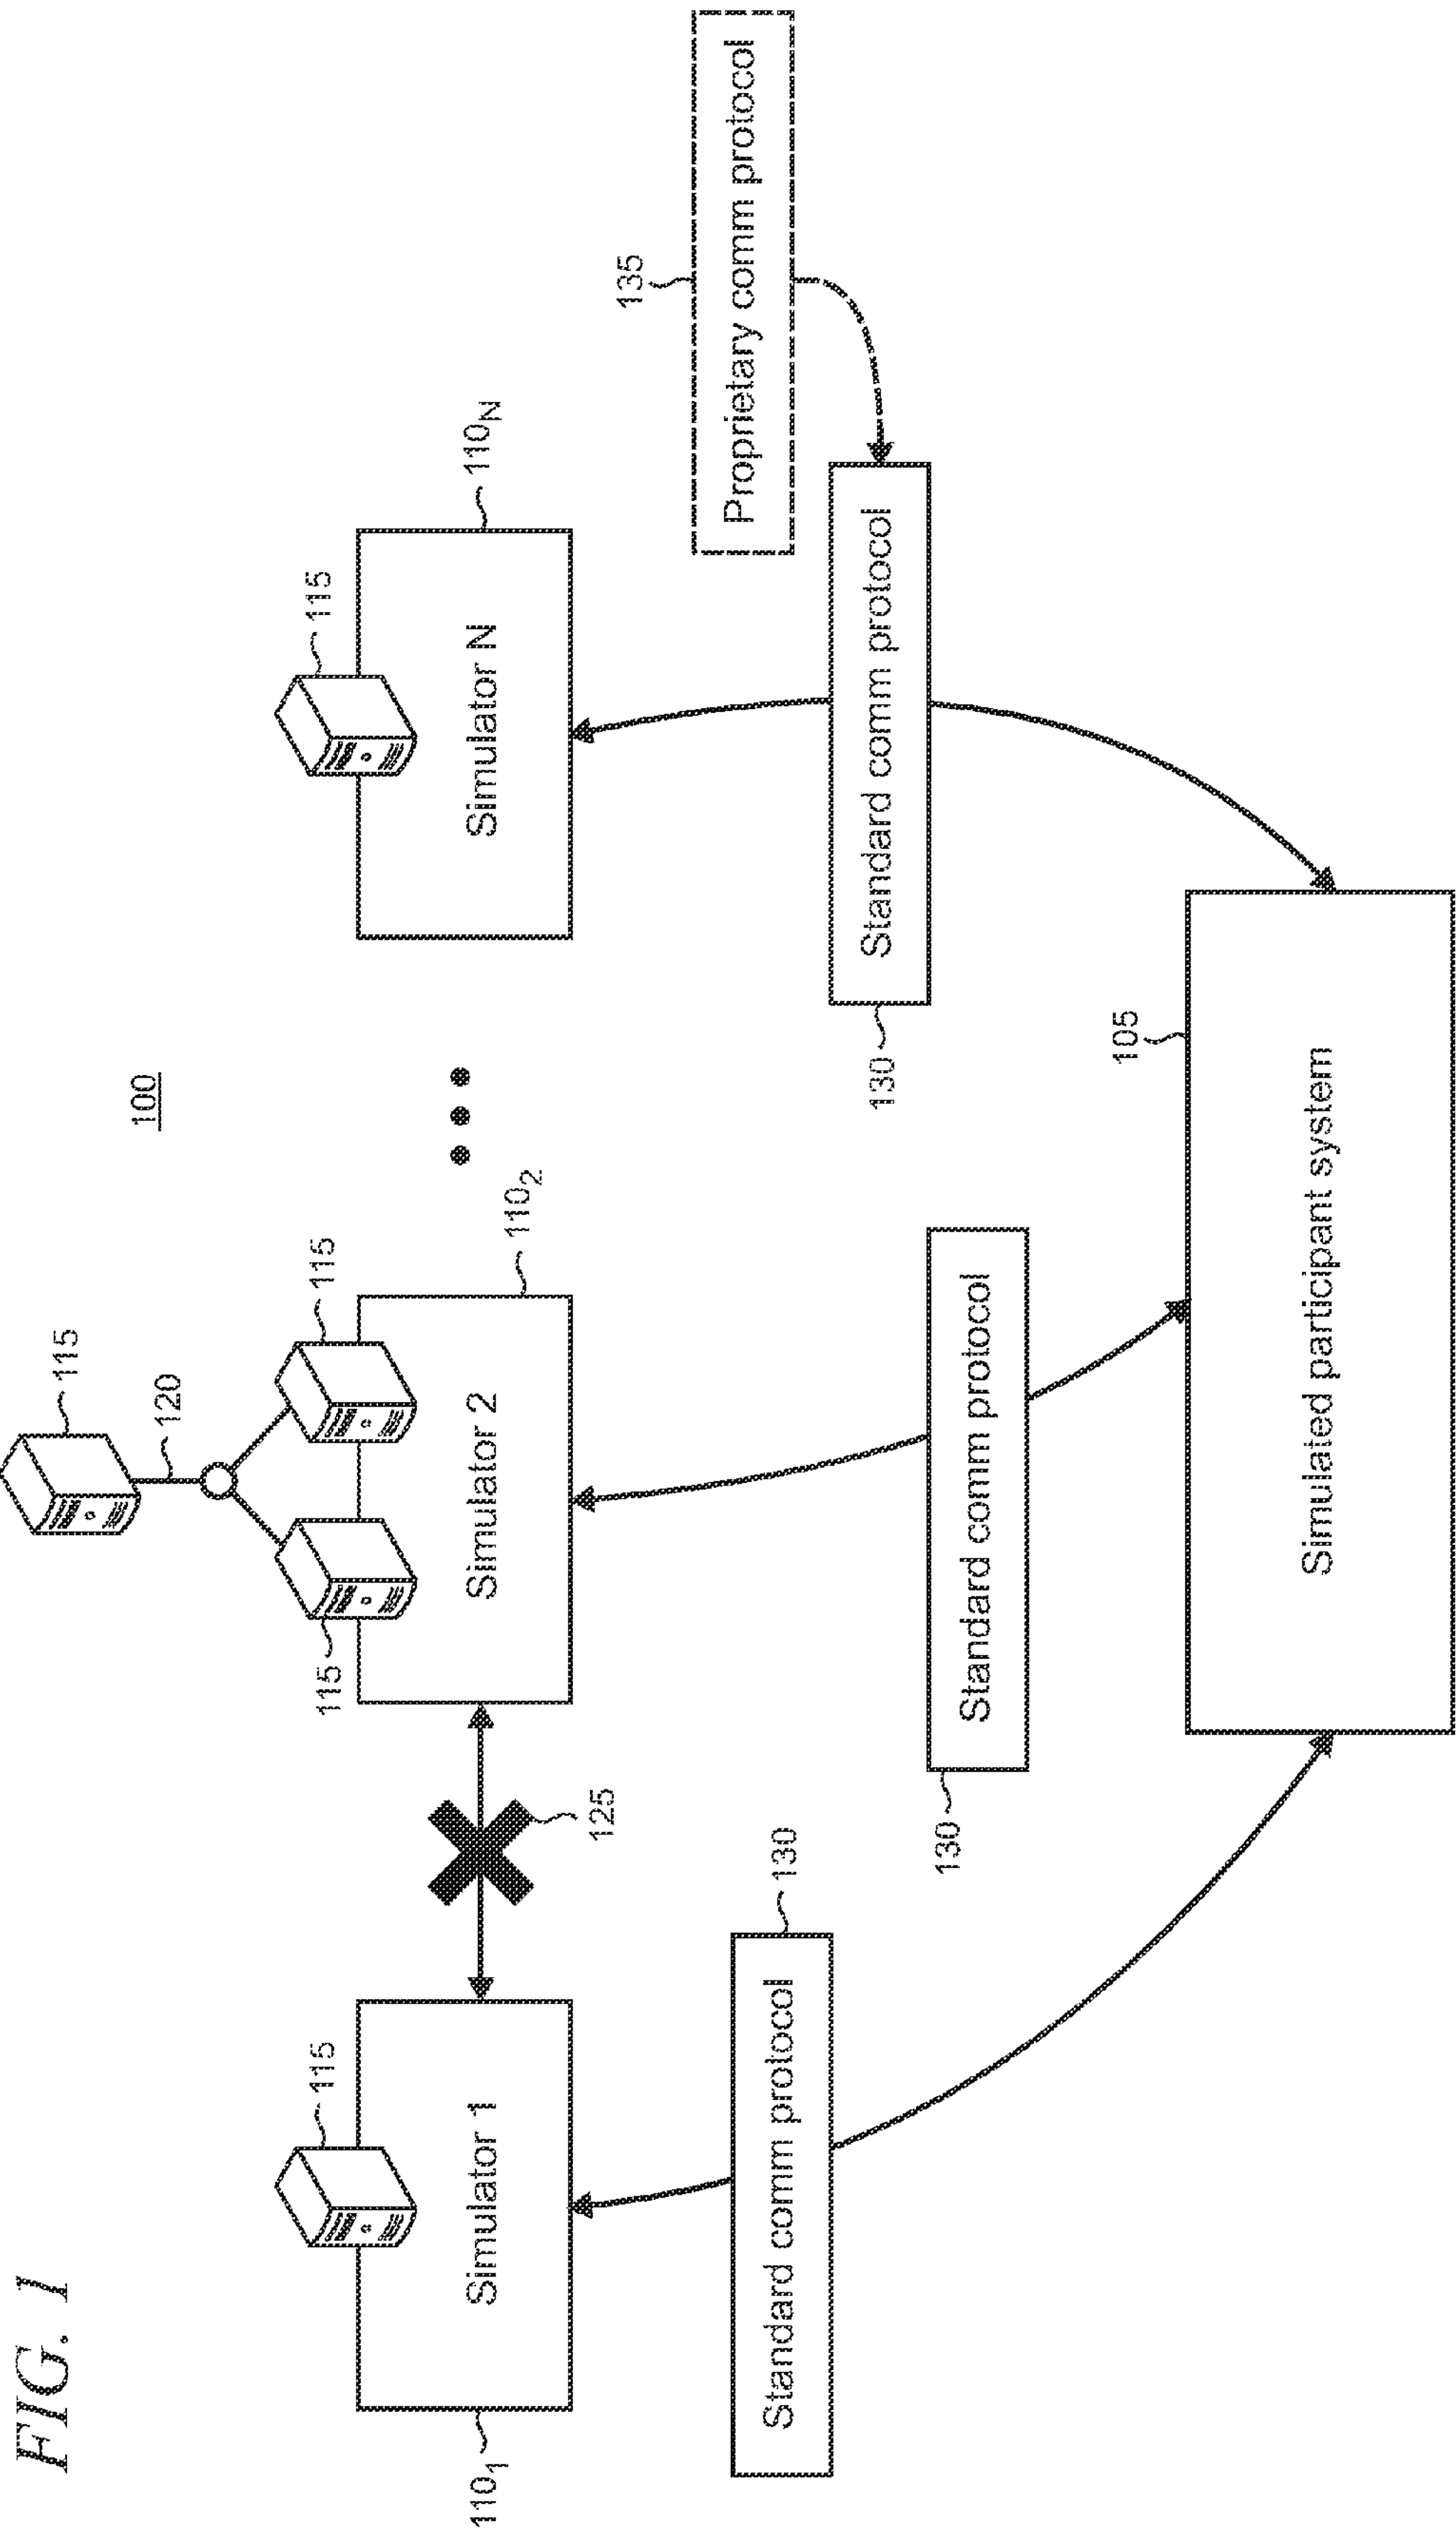 FIG. 1
100
115
120
115
115
115
115
Simulator 1
Simulator 2
Simulator N
110₁
125
110₂
110N
135
Proprietary comm protocol
130
Standard comm protocol
Standard comm protocol
130
Standard comm protocol
130
105
Simulated participant system